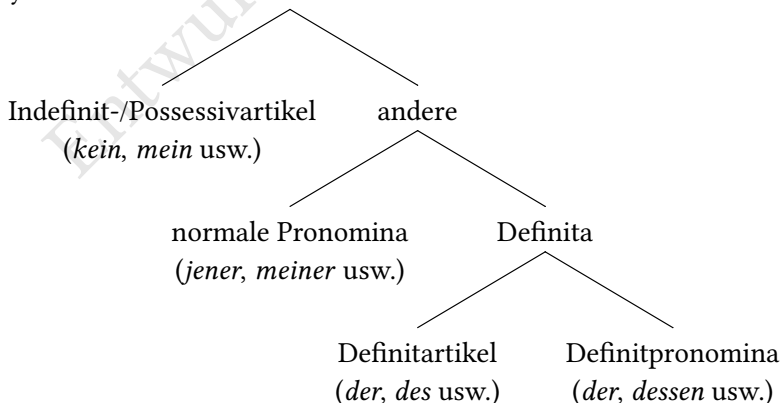 Indefinit-/Possessivartikel andere
(kein, mein usw.)
normale Pronomina Definita
(jener, meiner usw.)
Definitartikel Definitpronomina
(der, des usw.) (der, dessen usw.)
Entwu